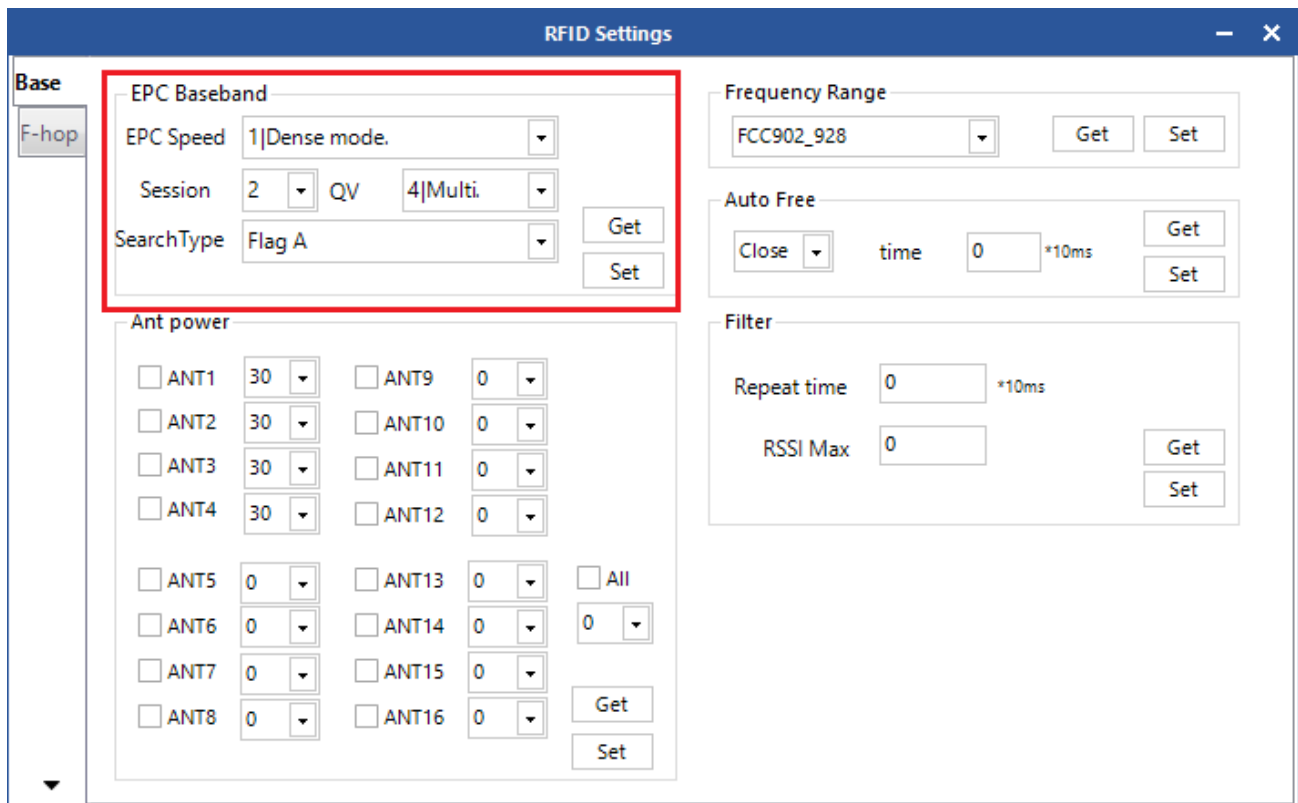 RFID Settings
Base
F-hop
EPC Baseband
EPC Speed 1|Dense mode.
Session 2 QV 4|Multi.
SearchType Flag A
Get
Set
Frequency Range
FCC902_928 Get Set
Auto Free
Close time 0 *10ms
Get
Set
Ant power
ANT1 30 ANT9 0
ANT2 30 ANT10 0
ANT3 30 ANT11 0
ANT4 30 ANT12 0
ANT5 0 ANT13 0 All
ANT6 0 ANT14 0 0
ANT7 0 ANT15 0
ANT8 0 ANT16 0
Get
Set
Filter
Repeat time 0 *10ms
RSSI Max 0
Get
Set